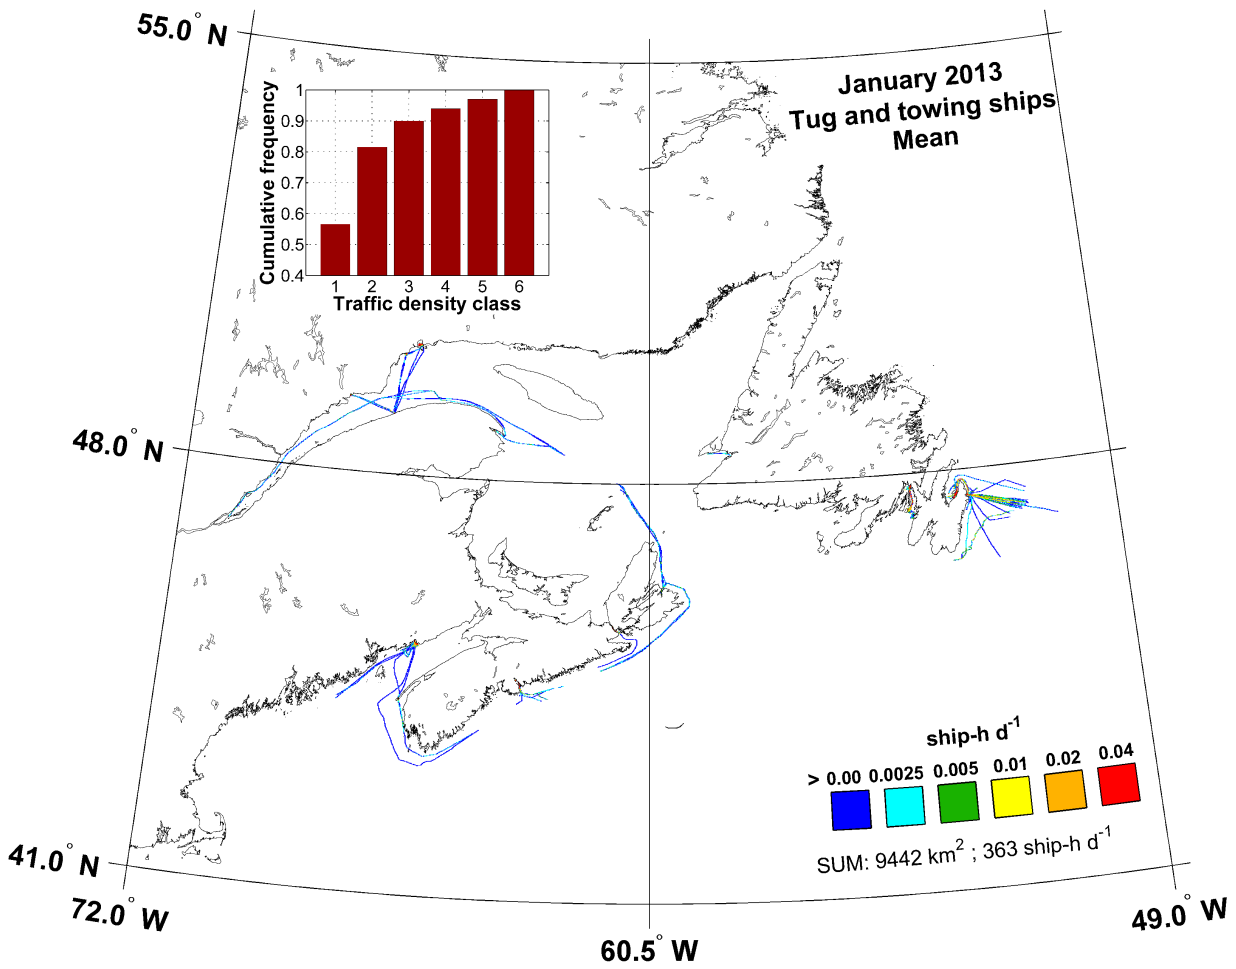 55.0° N
January 2013
Tug and towing ships
Mean
Cumulative frequency
1
0.9
0.8
0.7
0.6
0.5
0.4
1 2 3 4 5 6
Traffic density class
48.0° N
ship-h d⁻¹
> 0.00 0.0025 0.005 0.01 0.02 0.04
SUM: 9442 km² ; 363 ship-h d⁻¹
41.0° N
72.0° W
60.5° W
49.0° W